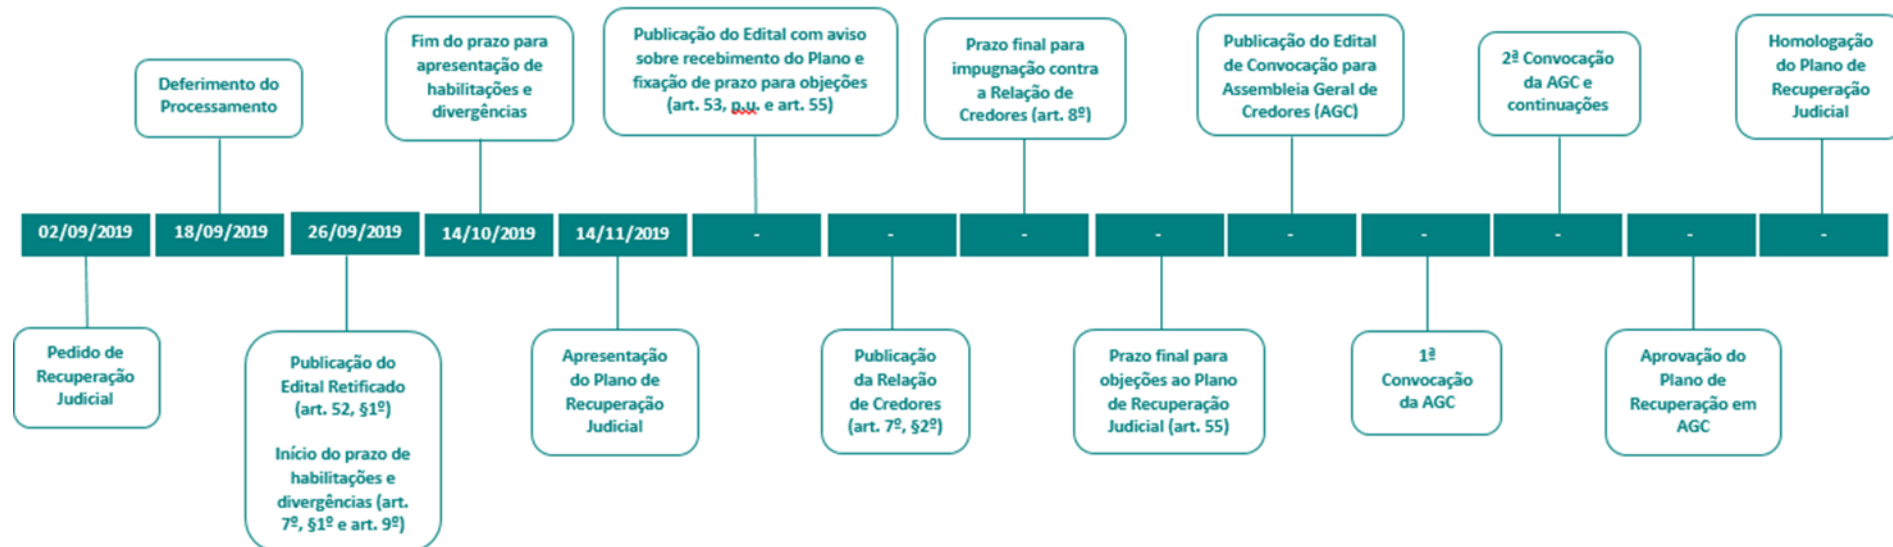 Deferimento do
Processamento
Fim do prazo para
apresentação de
habilitações e
divergências
Publicação do Edital com aviso
sobre recebimento do Plano e
fixação de prazo para objeções
(art. 53, p.u. e art. 55)
Prazo final para
impugnação contra
a Relação de
Credores (art. 8º)
Publicação do Edital
de Convocação para
Assembleia Geral de
Credores (AGC)
2ª Convocação
da AGC e
continuações
Homologação
do Plano de
Recuperação
Judicial
02/09/2019
18/09/2019
26/09/2019
14/10/2019
14/11/2019
-
-
-
-
-
-
-
-
-
Pedido de
Recuperação
Judicial
Publicação do
Edital Retificado
(art. 52, §1º)
Início do prazo de
habilitações e
divergências (art.
7º, §1º e art. 9º)
Apresentação
do Plano de
Recuperação
Judicial
Publicação
da Relação
de Credores
(art. 7º, §2º)
Prazo final para
objeções ao Plano
de Recuperação
Judicial (art. 55)
1ª
Convocação
da AGC
Aprovação do
Plano de
Recuperação em
AGC